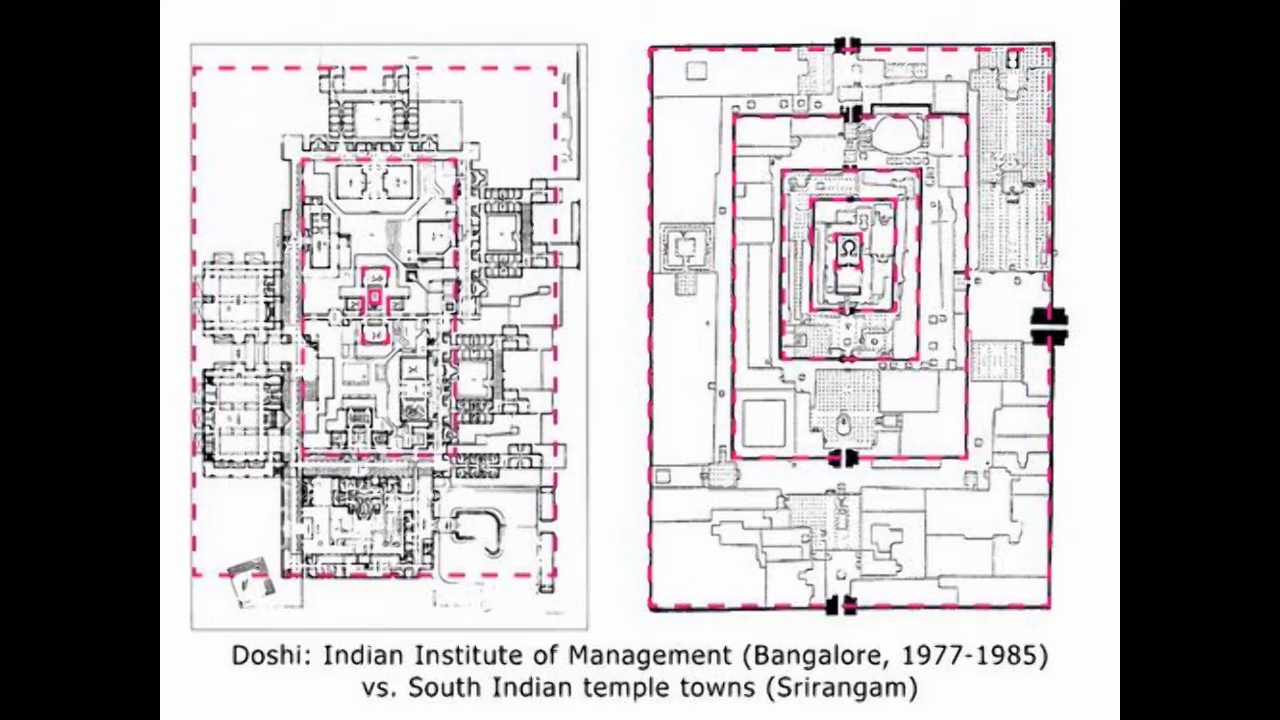 Doshi: Indian Institute of Management (Bangalore, 1977-1985)
vs. South Indian temple towns (Srirangam)